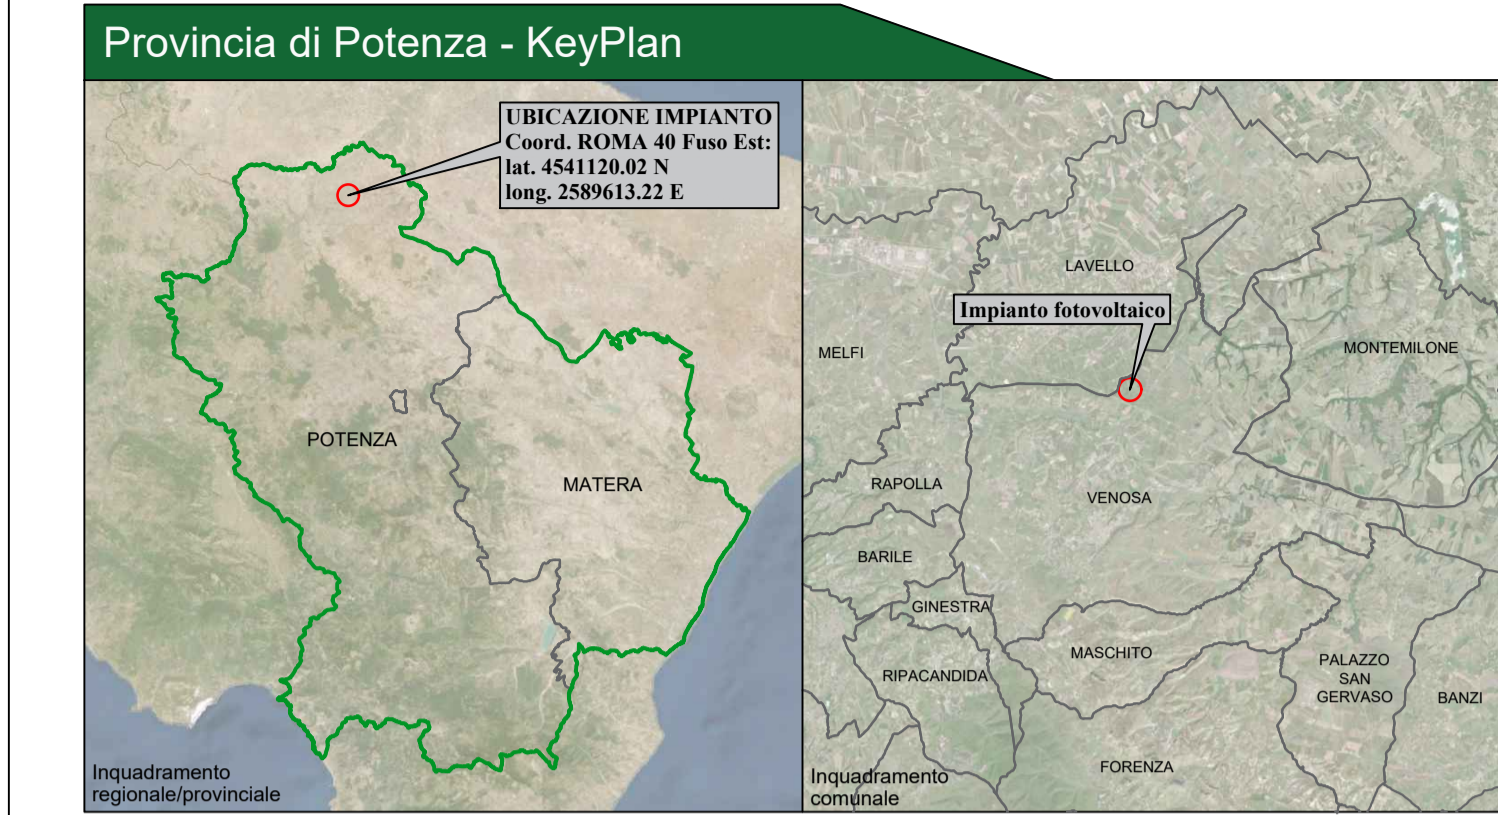 Provincia di Potenza - KeyPlan
UBICAZIONE IMPIANTO
Coord. ROMA 40 Fuso Est:
lat. 4541120.02 N
long. 2589613.22 E
POTENZA
MATERA
Inquadramento
regionale/provinciale
LAVELLO
Impianto fotovoltaico
MELFI
MONTEMILONE
RAPOLLA
VENOSA
BARILE
GINESTRA
MASCHITO
RIPACANDIDA
PALAZZO
SAN
GERVASO
BANZI
FORENZA
Inquadramento
comunale